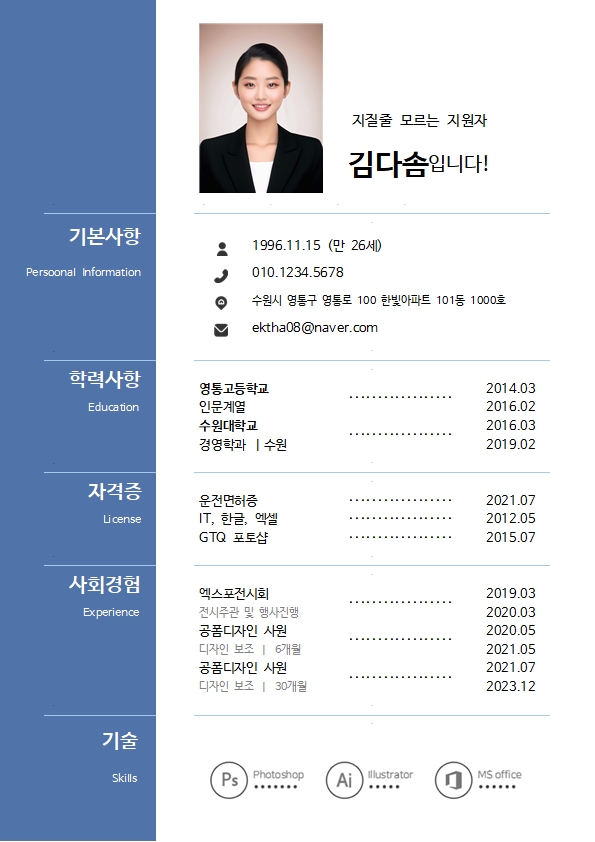 지질줄 모르는 지원자
김다솜입니다!
기본사항
Persoonal Information
1996.11.15 (만 26세)
010.1234.5678
수원시 영통구 영통로 100 한빛아파트 101동 1000호
ektha08@naver.com
학력사항
Education
영통고등학교 2014.03
인문계열 2016.02
수원대학교 2016.03
경영학과 | 수원 2019.02
자격증
License
운전면허증 2021.07
IT, 한글, 엑셀 2012.05
GTQ 포토샵 2015.07
사회경험
Experience
엑스포전시회 2019.03
전시주관 및 행사진행 2020.03
공폼디자인 사원 2020.05
디자인 보조 | 6개월 2021.05
공폼디자인 사원 2021.07
디자인 보조 | 30개월 2023.12
기술
Skills
Ps Photoshop
Ai Illustrator
MS office